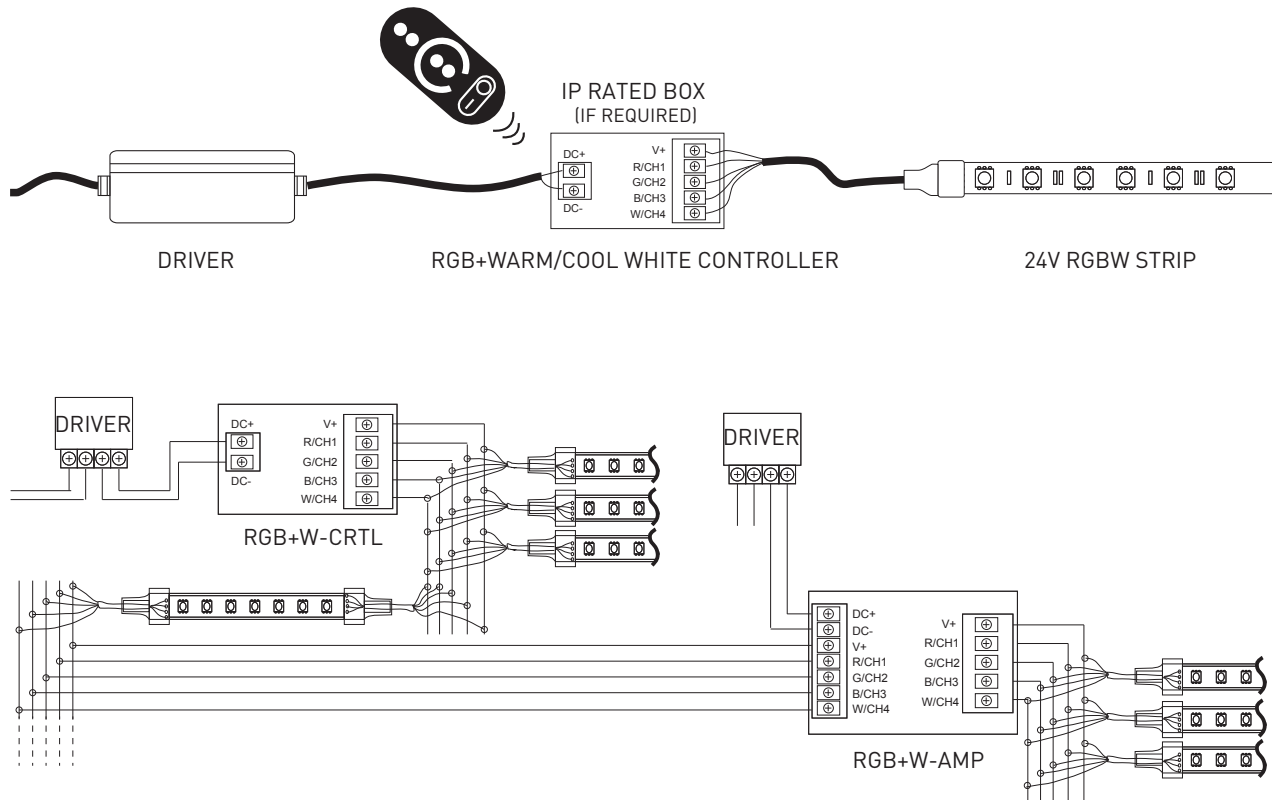 IP RATED BOX
(IF REQUIRED)
DC+
DC-
V+
R/CH1
G/CH2
B/CH3
W/CH4
DRIVER
RGB+WARM/COOL WHITE CONTROLLER
24V RGBW STRIP
DRIVER
DC+
DC-
V+
R/CH1
G/CH2
B/CH3
W/CH4
RGB+W-CRTL
DRIVER
DC+
DC-
V+
R/CH1
G/CH2
B/CH3
W/CH4
V+
R/CH1
G/CH2
B/CH3
W/CH4
RGB+W-AMP